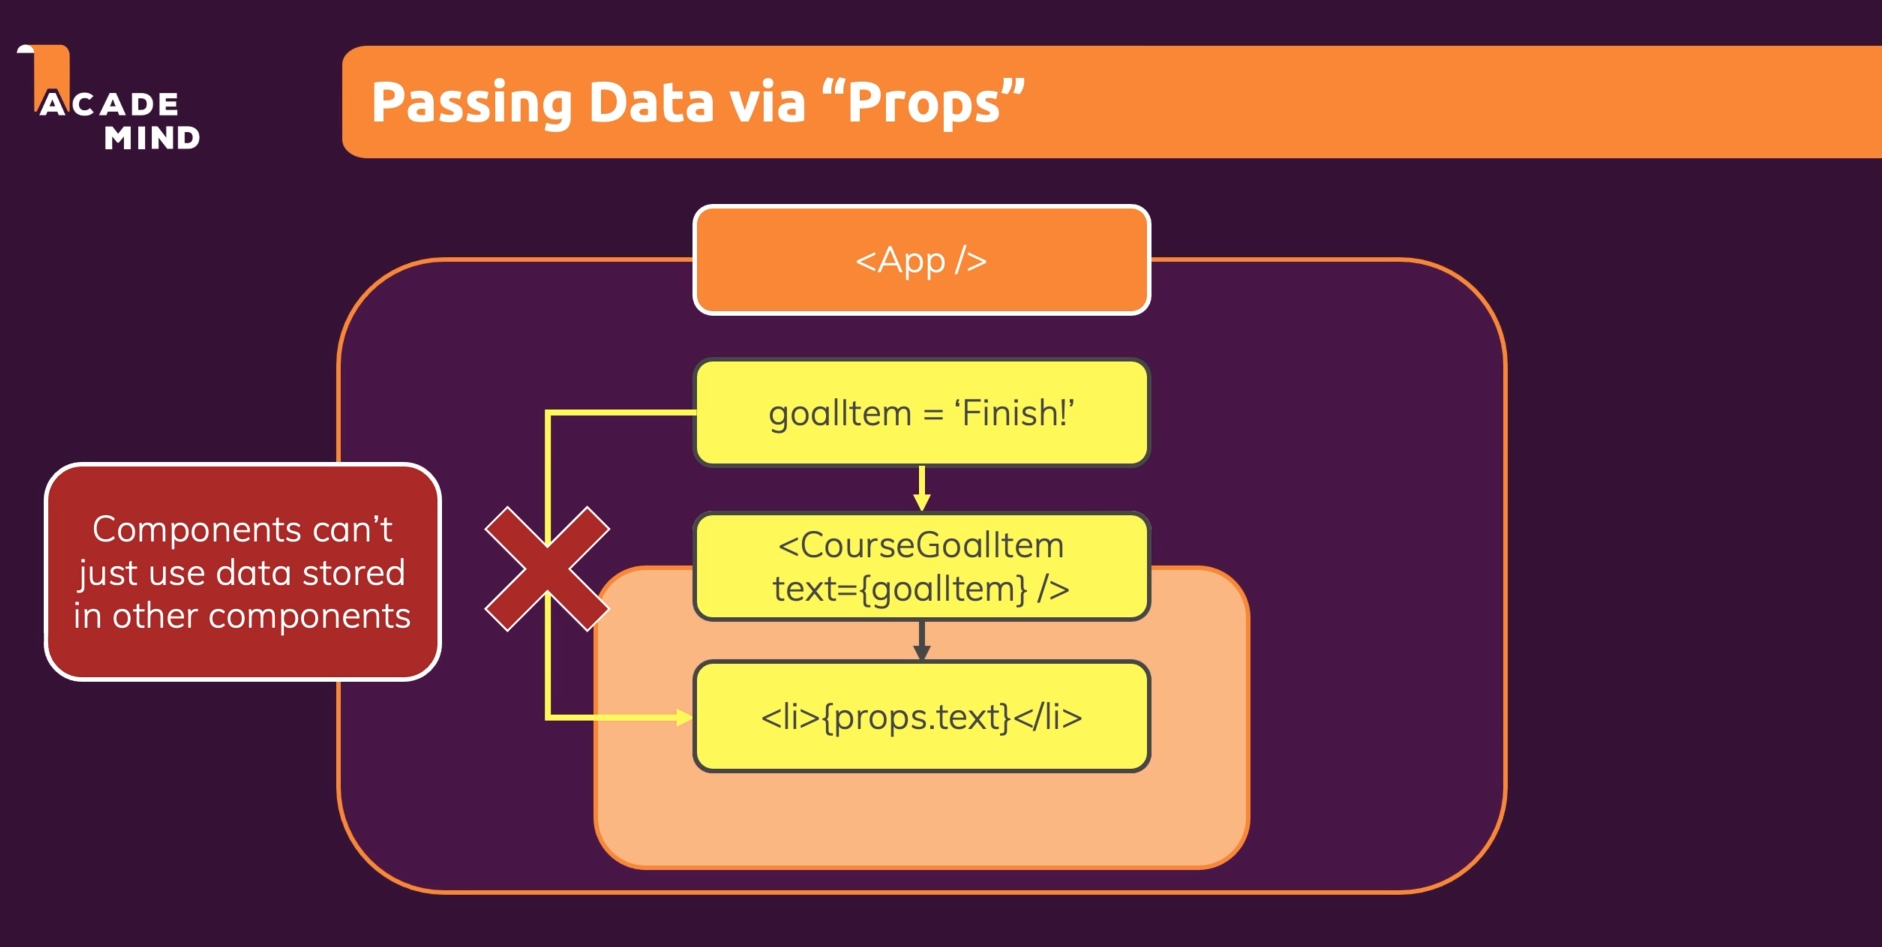 ACADE
MIND
Passing Data via “Props”
<App />
goalItem = ‘Finish!’
Components can’t
just use data stored
in other components
<CourseGoalItem
text={goalItem} />
<li>{props.text}</li>